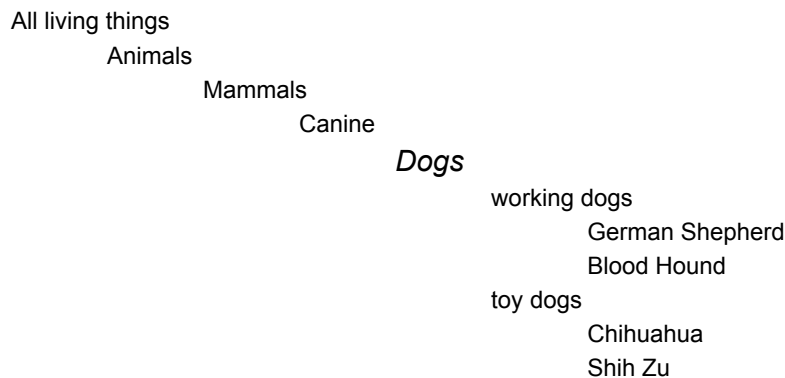 All living things
Animals
Mammals
Canine
Dogs
working dogs
German Shepherd
Blood Hound
toy dogs
Chihuahua
Shih Zu